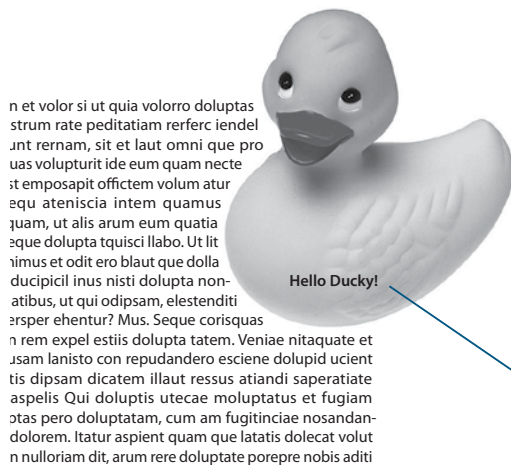 n et volor si ut quia volorro doluptas
strum rate peditatiam rerferc iendel
unt rernam, sit et laut omni que pro
uas volupturit ide eum quam necte
st emposapit offictem volum atur
equ ateniscia intem quamus
quam, ut alis arum eum quatia
eque dolupta tquisci llabo. Ut lit
nimus et odit ero blaut que dolla
ducipicil inus nisti dolupta non-
atibus, ut qui odipsam, elestenditi
ersper ehentur? Mus. Seque corisquas
n rem expel estiis dolupta tatem. Veniae nitaquate et
usam lanisto con repudandero esciene dolupid ucient
tis dipsam dicatem illaut ressus atiandi saperatiate
aspelis Qui doluptis utecae moluptatus et fugiam
ptas pero doluptatam, cum am fugitinciae nosandan-
dolorem. Itatur aspient quam que latatis dolecat volut
n nulloriam dit, arum rere doluptate porepre nobis aditi
Hello Ducky!